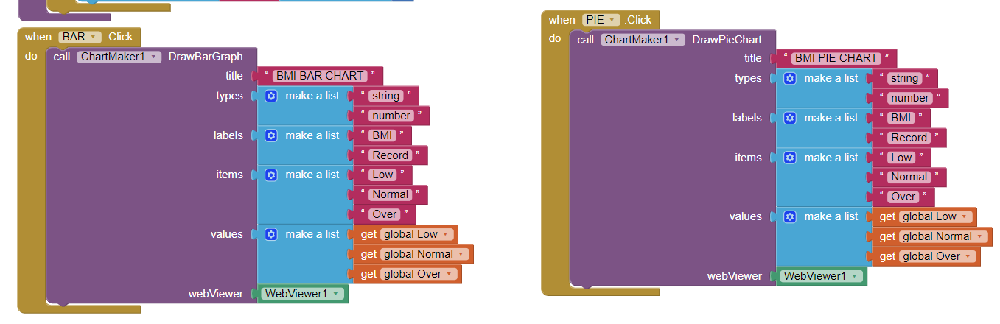 when BAR .Click
do call ChartMaker1 .DrawBarGraph
title “ BMI BAR CHART ”
types make a list “ string ”
“ number ”
labels make a list “ BMI ”
“ Record ”
items make a list “ Low ”
“ Normal ”
“ Over ”
values make a list get global Low
get global Normal
get global Over
webViewer WebViewer1
when PIE .Click
do call ChartMaker1 .DrawPieChart
title “ BMI PIE CHART ”
types make a list “ string ”
“ number ”
labels make a list “ BMI ”
“ Record ”
items make a list “ Low ”
“ Normal ”
“ Over ”
values make a list get global Low
get global Normal
get global Over
webViewer WebViewer1